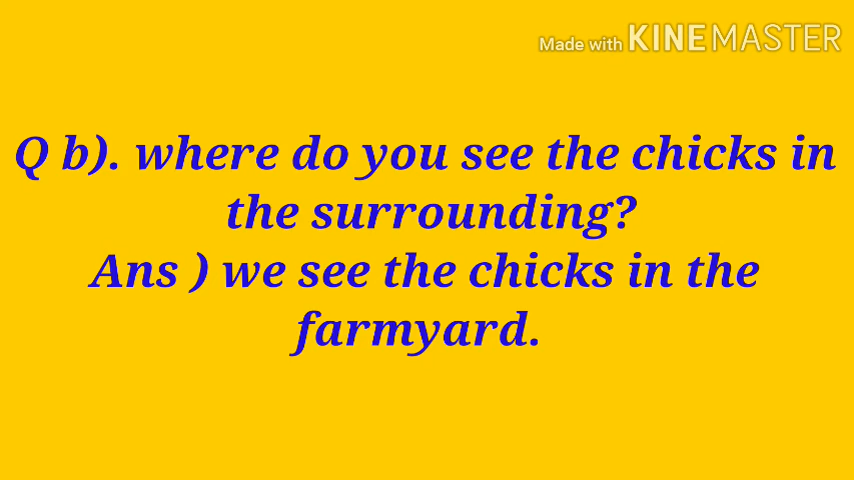 Made with KINEMASTER
Q b). where do you see the chicks in
the surrounding?
Ans ) we see the chicks in the
farmyard.